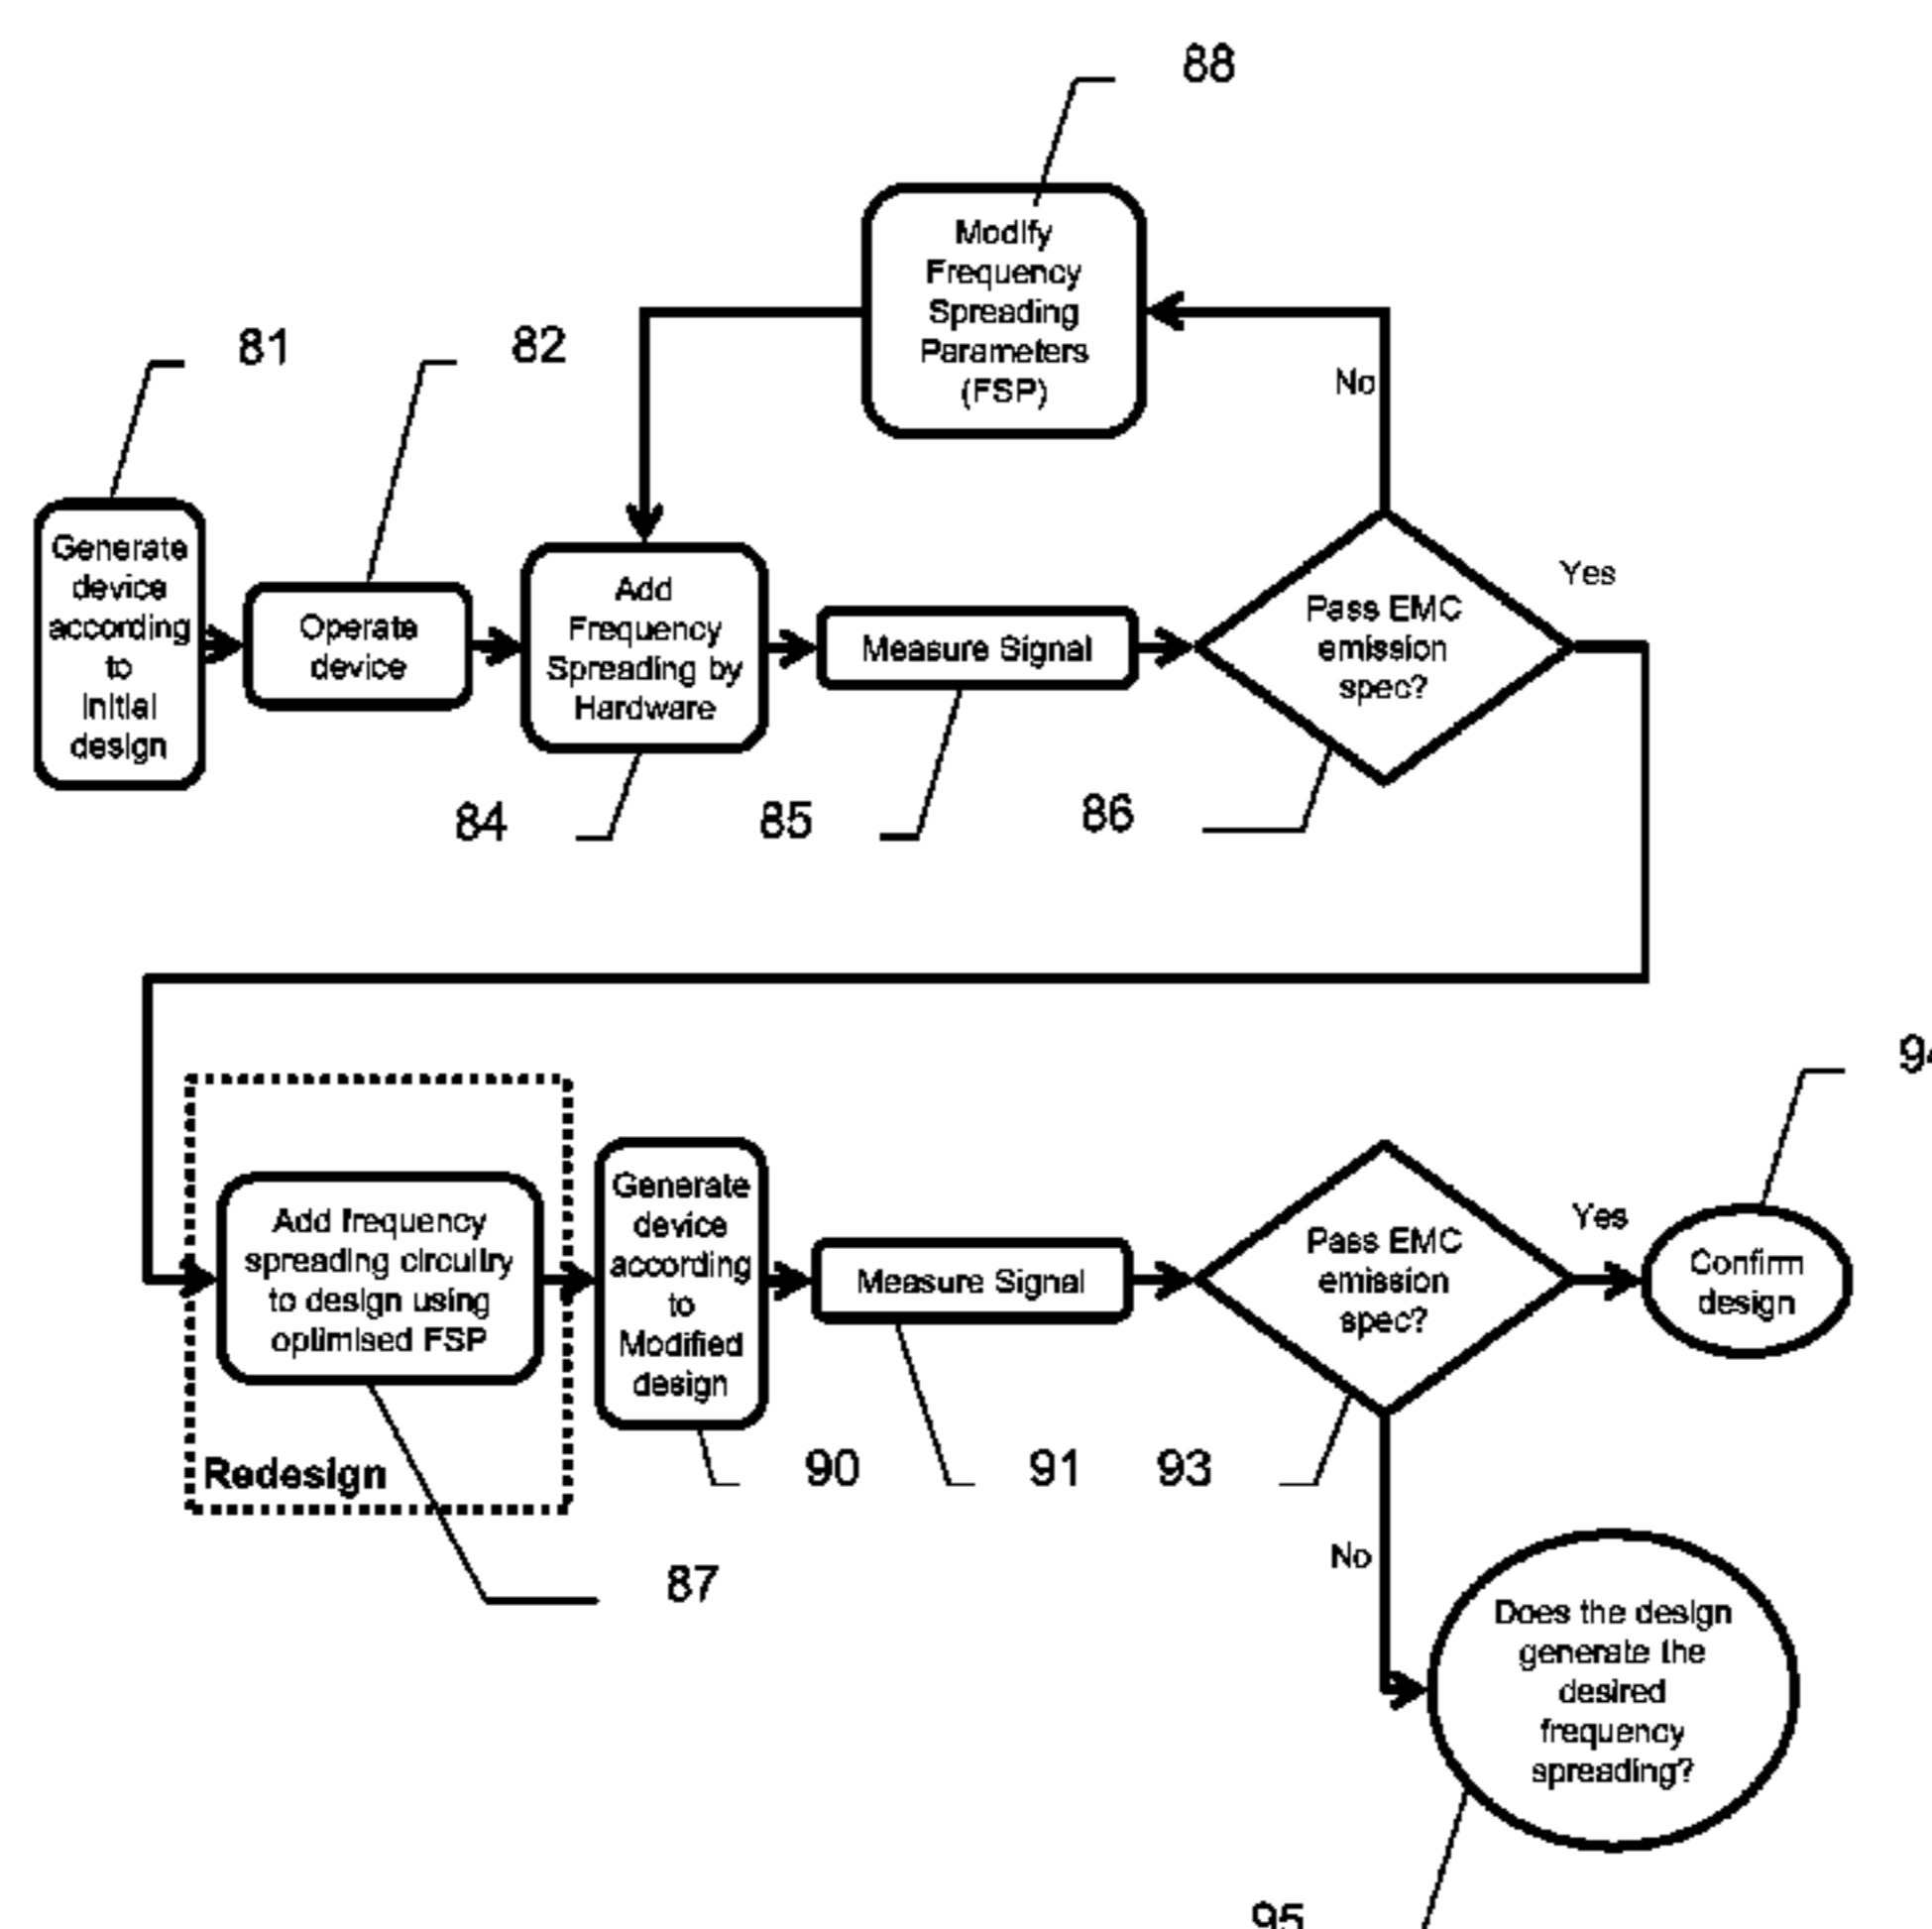 88
Modify
Frequency
Spreading
Parameters
(FSP)
81
82
No
Generate
device
according
to
Initial
design
Operate
device
Add
Frequency
Spreading by
Hardware
Measure Signal
Pass EMC
emission
spec?
Yes
84
85
86
94
Add frequency
spreading circuitry
to design using
optimised FSP
Redesign
Generate
device
according
to
Modified
design
Measure Signal
Pass EMC
emission
spec?
Yes
Confirm
design
90
91
93
No
87
Does the design
generate the
desired
frequency
spreading?
95